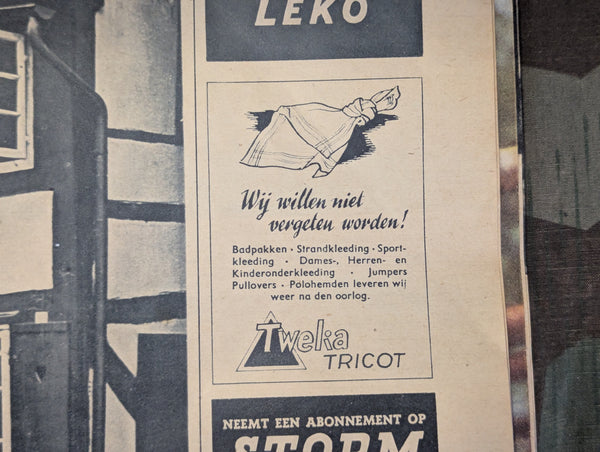 LEKO
Wij willen niet
vergeten worden!
Badpakken · Strandkleeding · Sport-
kleeding · Dames-, Herren- en
Kinderonderkleeding · Jumpers
Pullovers · Polohemden leveren wij
weer na den oorlog.
Tweka
TRICOT
NEEMT EEN ABONNEMENT OP
STORM